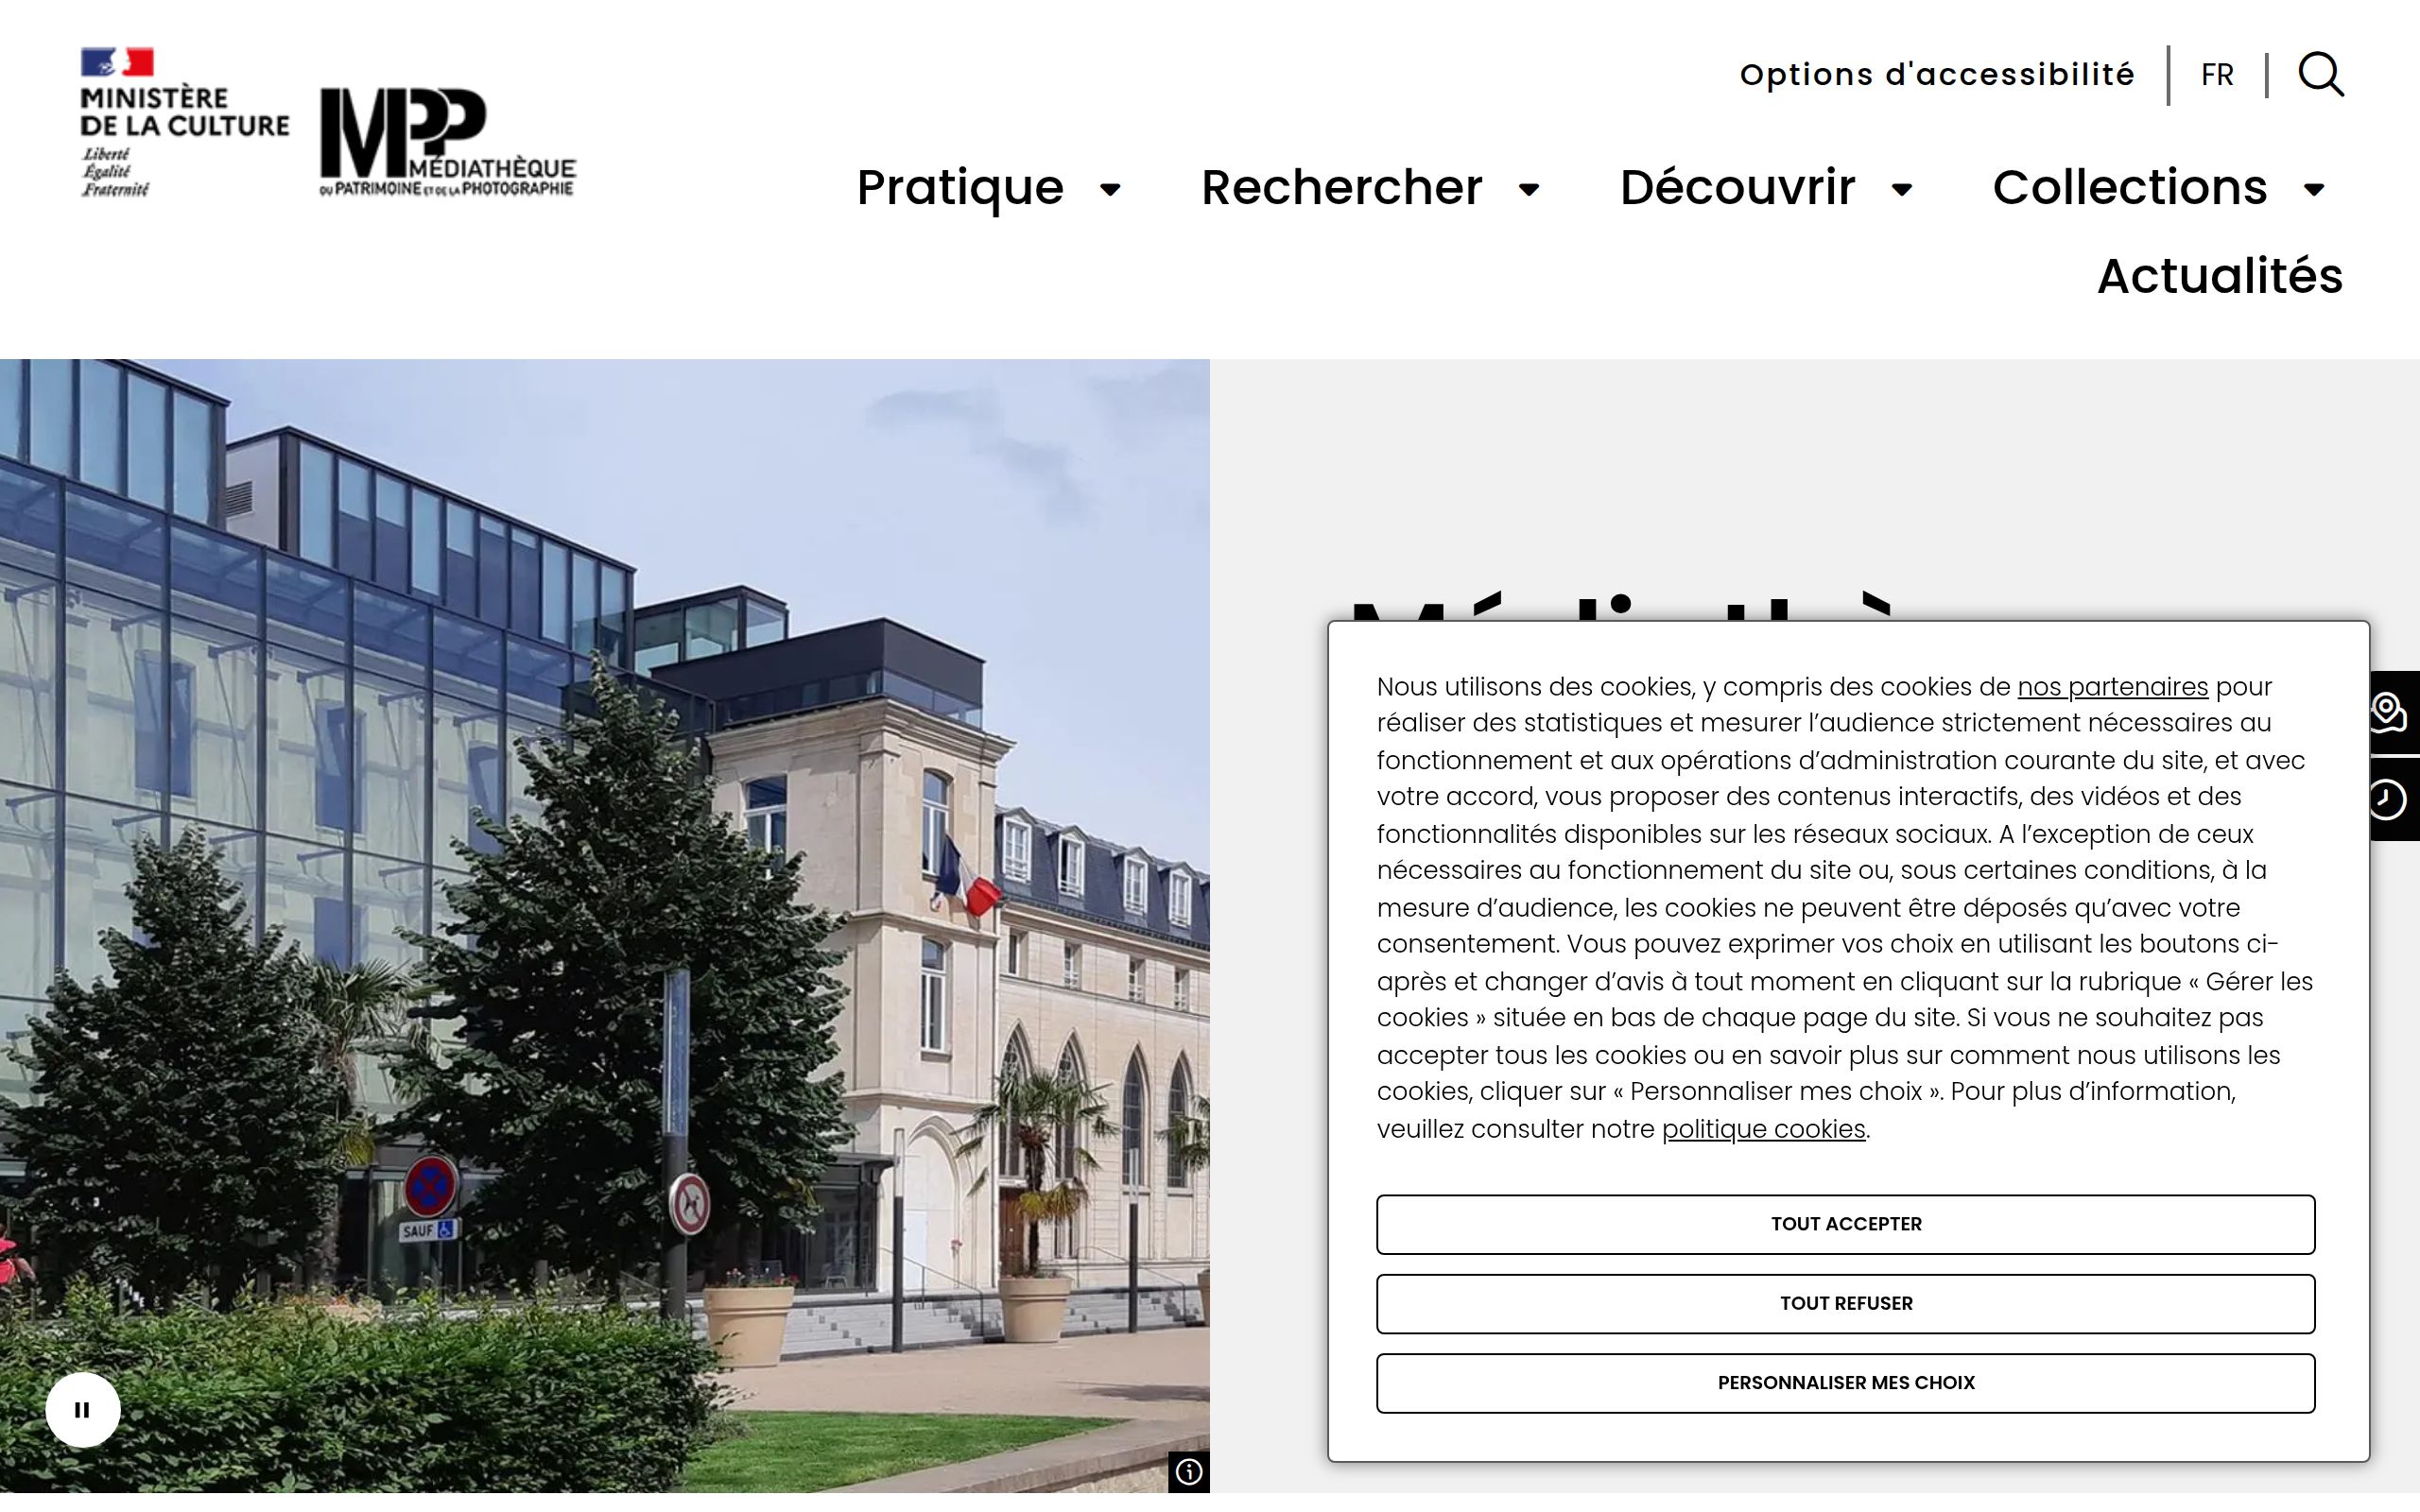 MINISTÈRE
DE LA CULTURE
Liberté
Égalité
Fraternité
MPP
MÉDIATHÈQUE
DU PATRIMOINE ET DE LA PHOTOGRAPHIE
Options d'accessibilité
FR
Pratique
Rechercher
Découvrir
Collections
Actualités
SAUF
Nous utilisons des cookies, y compris des cookies de nos partenaires pour
réaliser des statistiques et mesurer l’audience strictement nécessaires au
fonctionnement et aux opérations d’administration courante du site, et avec
votre accord, vous proposer des contenus interactifs, des vidéos et des
fonctionnalités disponibles sur les réseaux sociaux. A l’exception de ceux
nécessaires au fonctionnement du site ou, sous certaines conditions, à la
mesure d’audience, les cookies ne peuvent être déposés qu’avec votre
consentement. Vous pouvez exprimer vos choix en utilisant les boutons ci-
après et changer d’avis à tout moment en cliquant sur la rubrique « Gérer les
cookies » située en bas de chaque page du site. Si vous ne souhaitez pas
accepter tous les cookies ou en savoir plus sur comment nous utilisons les
cookies, cliquer sur « Personnaliser mes choix ». Pour plus d’information,
veuillez consulter notre politique cookies.
TOUT ACCEPTER
TOUT REFUSER
PERSONNALISER MES CHOIX